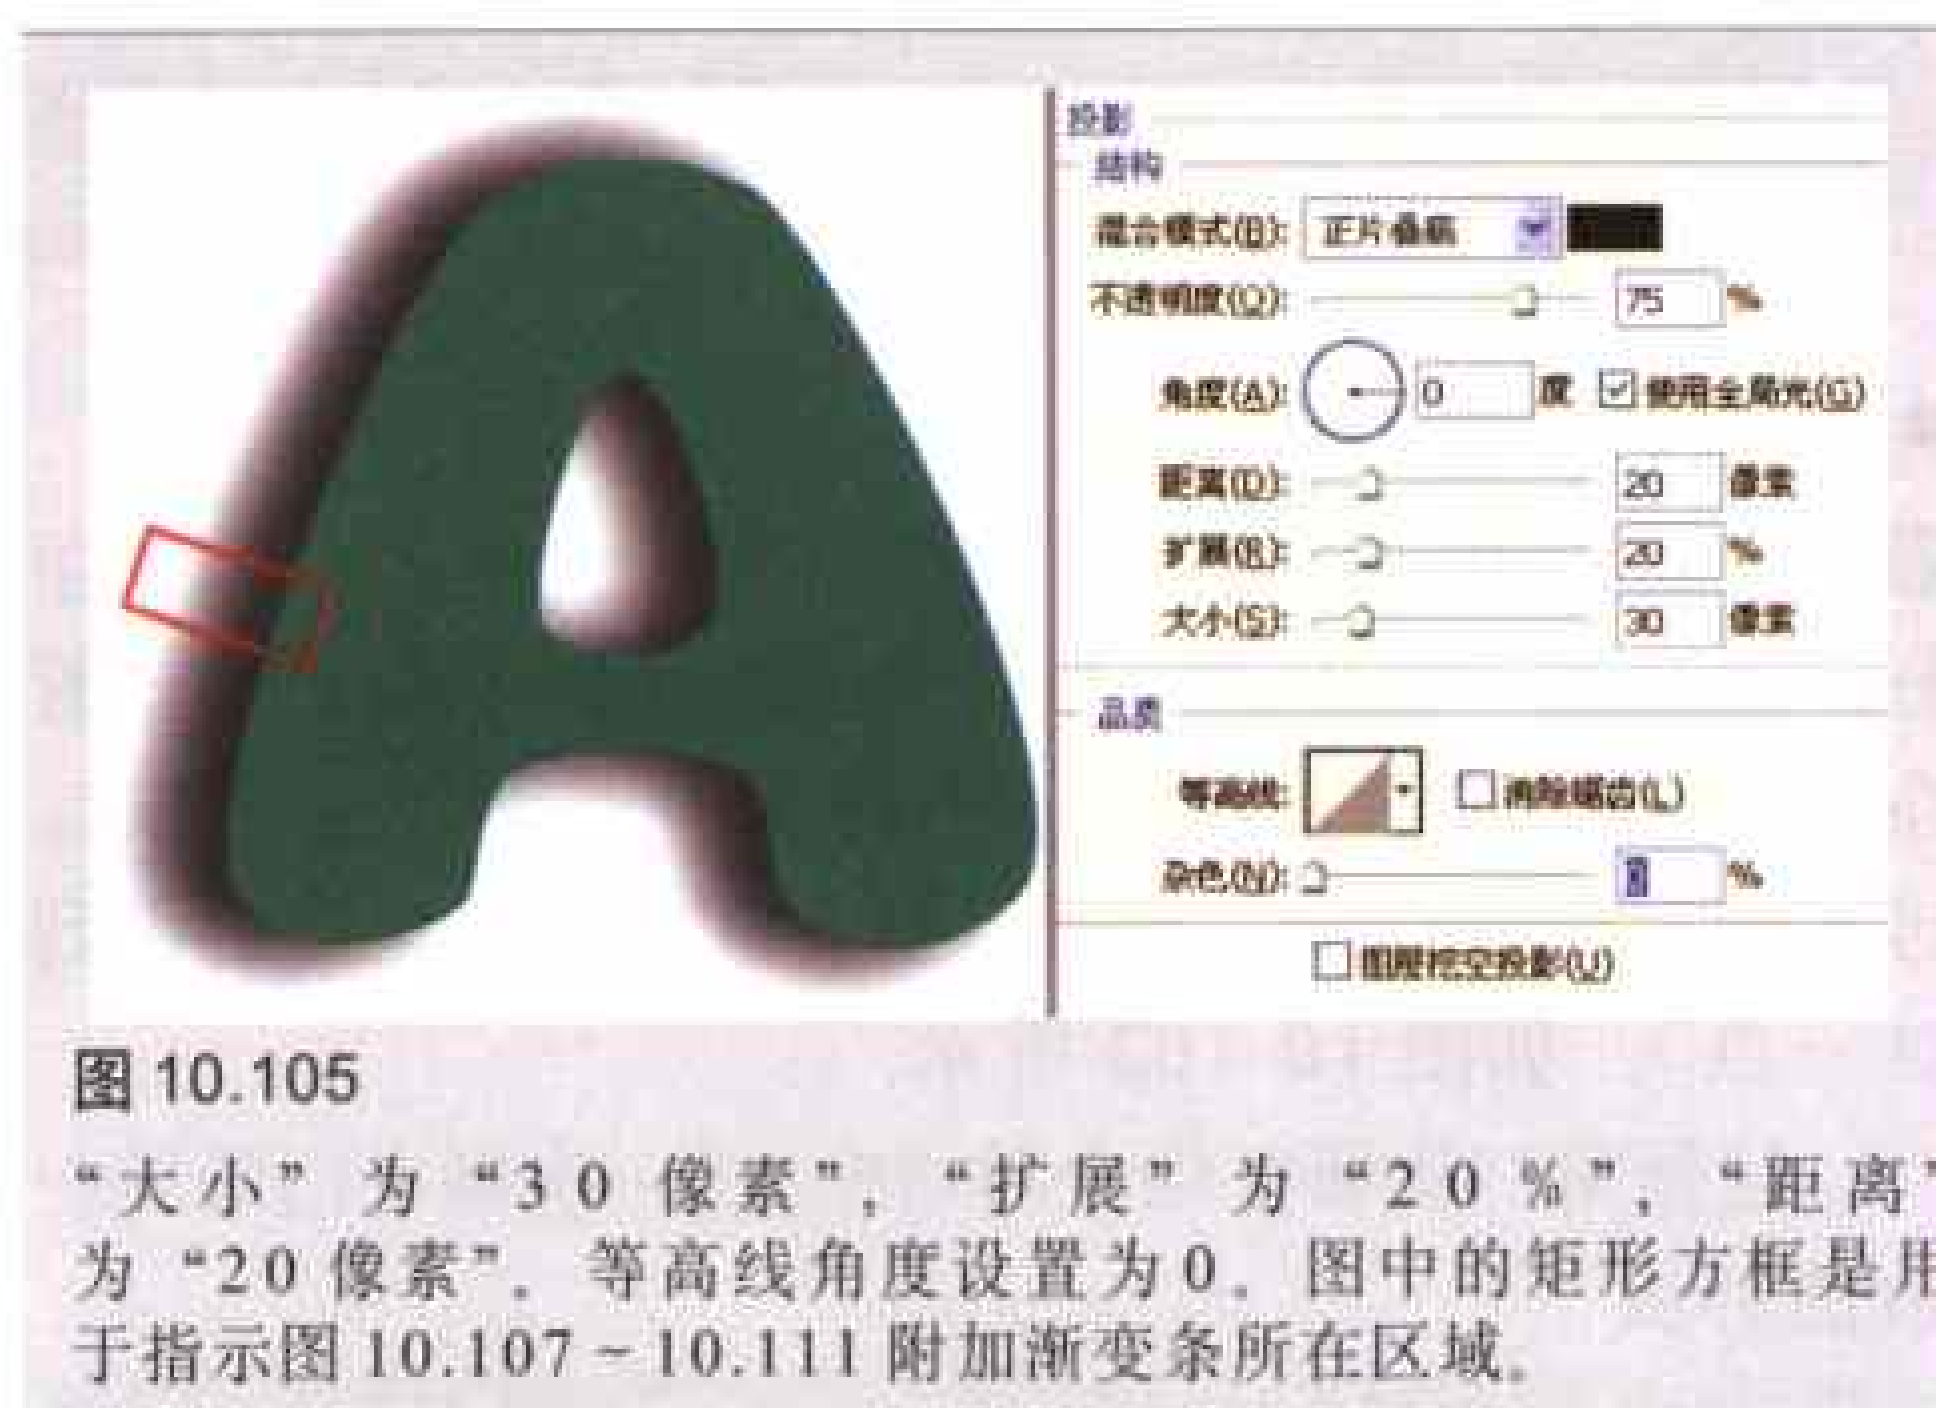 投影
结构
混合模式(B): 正片叠底
不透明度(O): 75 %
角度(A): 0 度 使用全局光(G)
距离(D): 20 像素
扩展(R): 20 %
大小(S): 30 像素
品质
等高线: 消除锯齿(L)
杂色(N): 0 %
图层挖空投影(U)
图 10.105
“大小” 为 “30 像素”，“扩展” 为 “20 %”，“距离”
为 “20 像素”。等高线角度设置为0。图中的矩形方框是用
于指示图 10.107 ~ 10.111 附加渐变条所在区域。